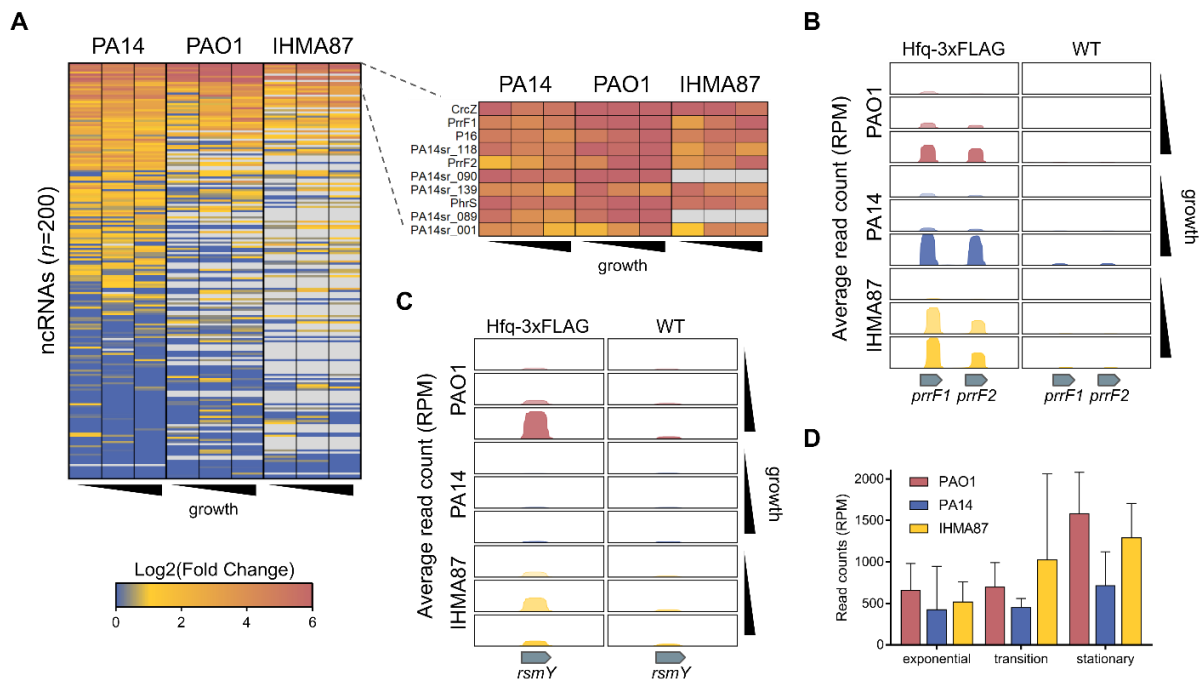 A
PA14 PAO1 IHMA87
ncRNAs (n=200)
growth
Log2(Fold Change)
0 2 4 6
PA14 PAO1 IHMA87
CrcZ
PrrF1
P16
PA14sr_118
PrrF2
PA14sr_090
PA14sr_139
PhrS
PA14sr_089
PA14sr_001
growth
B
Hfq-3xFLAG WT
Average read count (RPM)
PAO1
PA14
IHMA87
growth
prrF1 prrF2 prrF1 prrF2
C
Hfq-3xFLAG WT
Average read count (RPM)
PAO1
PA14
IHMA87
growth
rsmY rsmY
D
Read counts (RPM)
2000
1500
1000
500
0
PAO1
PA14
IHMA87
exponential transition stationary